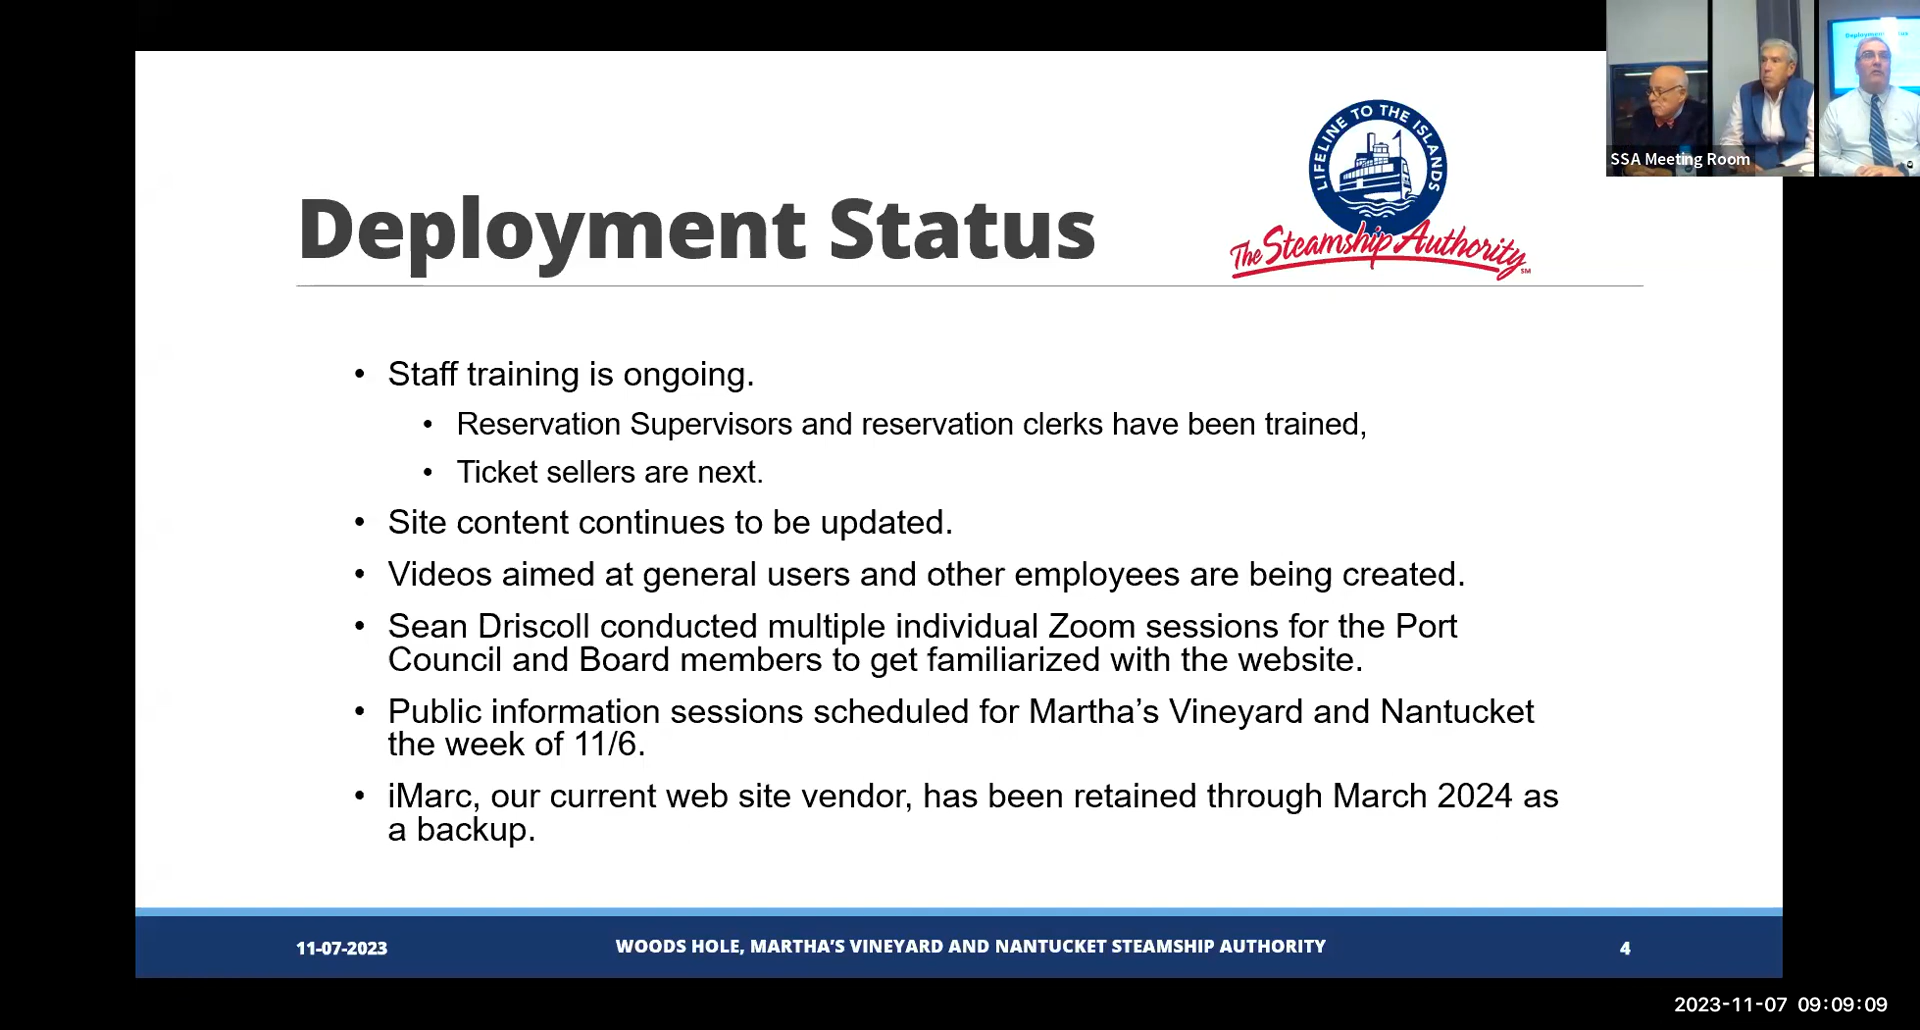 Deployment Status
SSA Meeting Room
LIFELINE TO THE ISLANDS
The Steamship Authority SM
Deployment Status
• Staff training is ongoing.
• Reservation Supervisors and reservation clerks have been trained,
• Ticket sellers are next.
• Site content continues to be updated.
• Videos aimed at general users and other employees are being created.
• Sean Driscoll conducted multiple individual Zoom sessions for the Port
Council and Board members to get familiarized with the website.
• Public information sessions scheduled for Martha’s Vineyard and Nantucket
the week of 11/6.
• iMarc, our current web site vendor, has been retained through March 2024 as
a backup.
11-07-2023
WOODS HOLE, MARTHA’S VINEYARD AND NANTUCKET STEAMSHIP AUTHORITY
4
2023-11-07 09:09:09